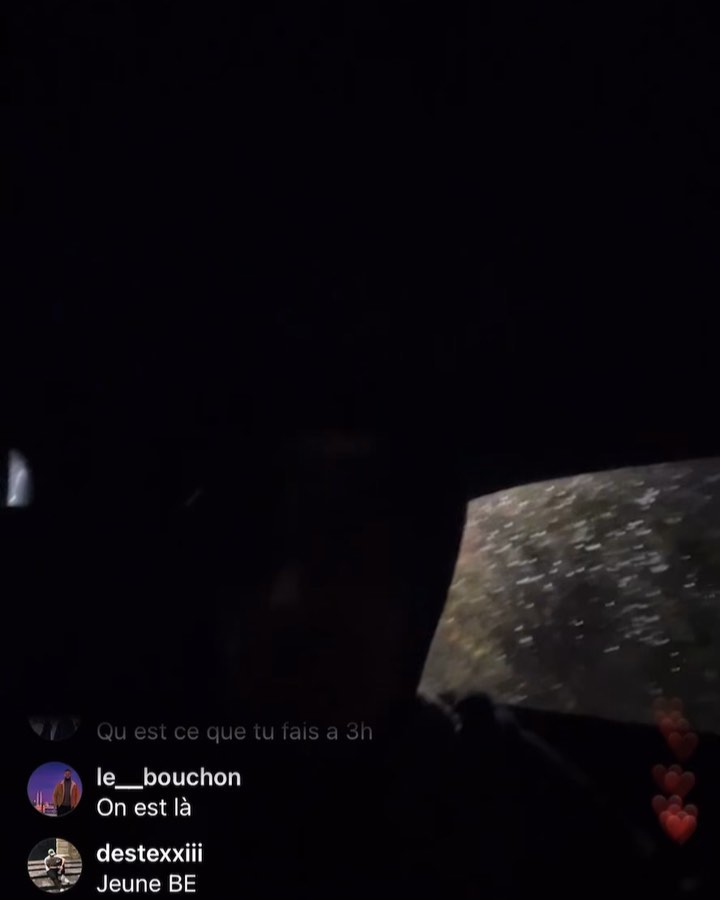 Qu est ce que tu fais a 3h
le__bouchon
On est là
destexxiii
Jeune BE